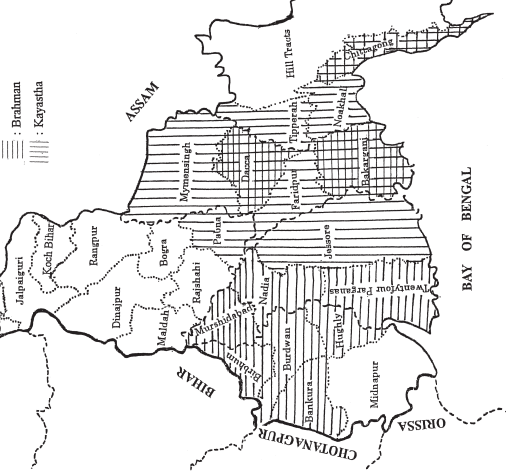 : Brahman
: Kayastha
ASSAM
Hill Tracts
Chittagong
Tipperah
Noakhal
Mymensingh
Dacca
Faridpur
Bakarganj
Pabna
Jessore
BAY OF BENGAL
Jalpaiguri
Koch Bihar
Rangpur
Bogra
Rajshahi
Dinajpur
Maldah
Murshidabad
Nadia
Twentyfour Parganas
Birbhum
Burdwan
Hughly
Bankura
Midnapur
BIHAR
CHOTANAGPUR
ORISSA